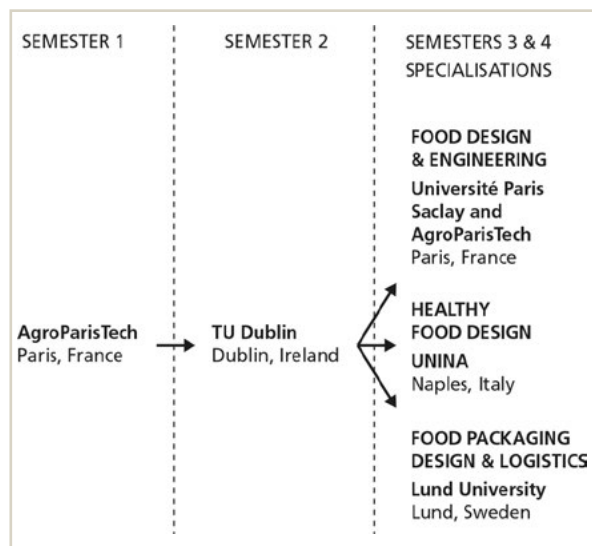 SEMESTER 1
SEMESTER 2
SEMESTERS 3 & 4
SPECIALISATIONS
AgroParisTech
Paris, France
TU Dublin
Dublin, Ireland
FOOD DESIGN
& ENGINEERING
Université Paris
Saclay and
AgroParisTech
Paris, France
HEALTHY
FOOD DESIGN
UNINA
Naples, Italy
FOOD PACKAGING
DESIGN & LOGISTICS
Lund University
Lund, Sweden